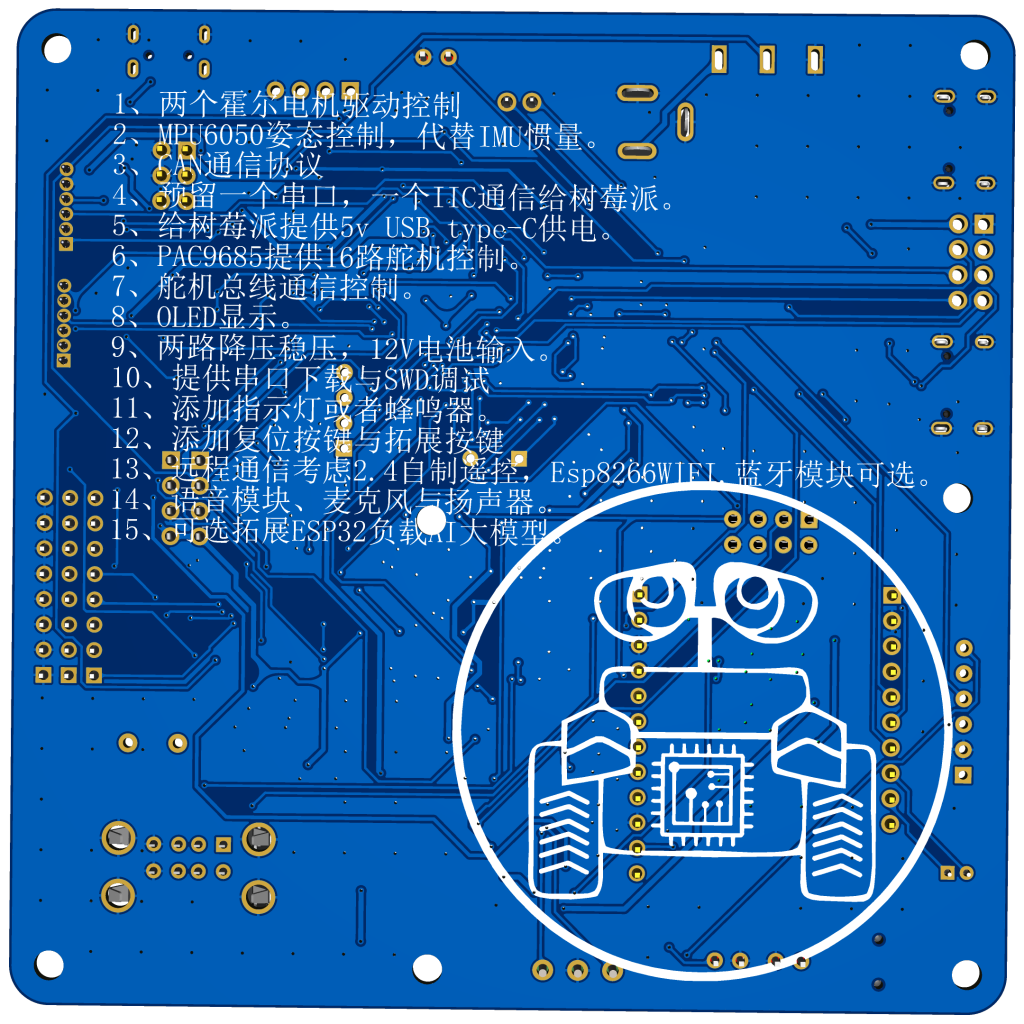 1、两个霍尔电机驱动控制
2、MPU6050姿态控制，代替IMU惯量。
3、CAN通信协议
4、预留一个串口，一个IIC通信给树莓派。
5、给树莓派提供5v USB type-C供电。
6、PAC9685提供16路舵机控制。
7、舵机总线通信控制。
8、OLED显示。
9、两路降压稳压，12V电池输入。
10、提供串口下载与SWD调试
11、添加指示灯或者蜂鸣器。
12、添加复位按键与拓展按键
13、远程通信考虑2.4自制遥控，Esp8266WIFI 蓝牙模块可选。
14、语音模块、麦克风与扬声器。
15、可选拓展ESP32负载AI大模型。